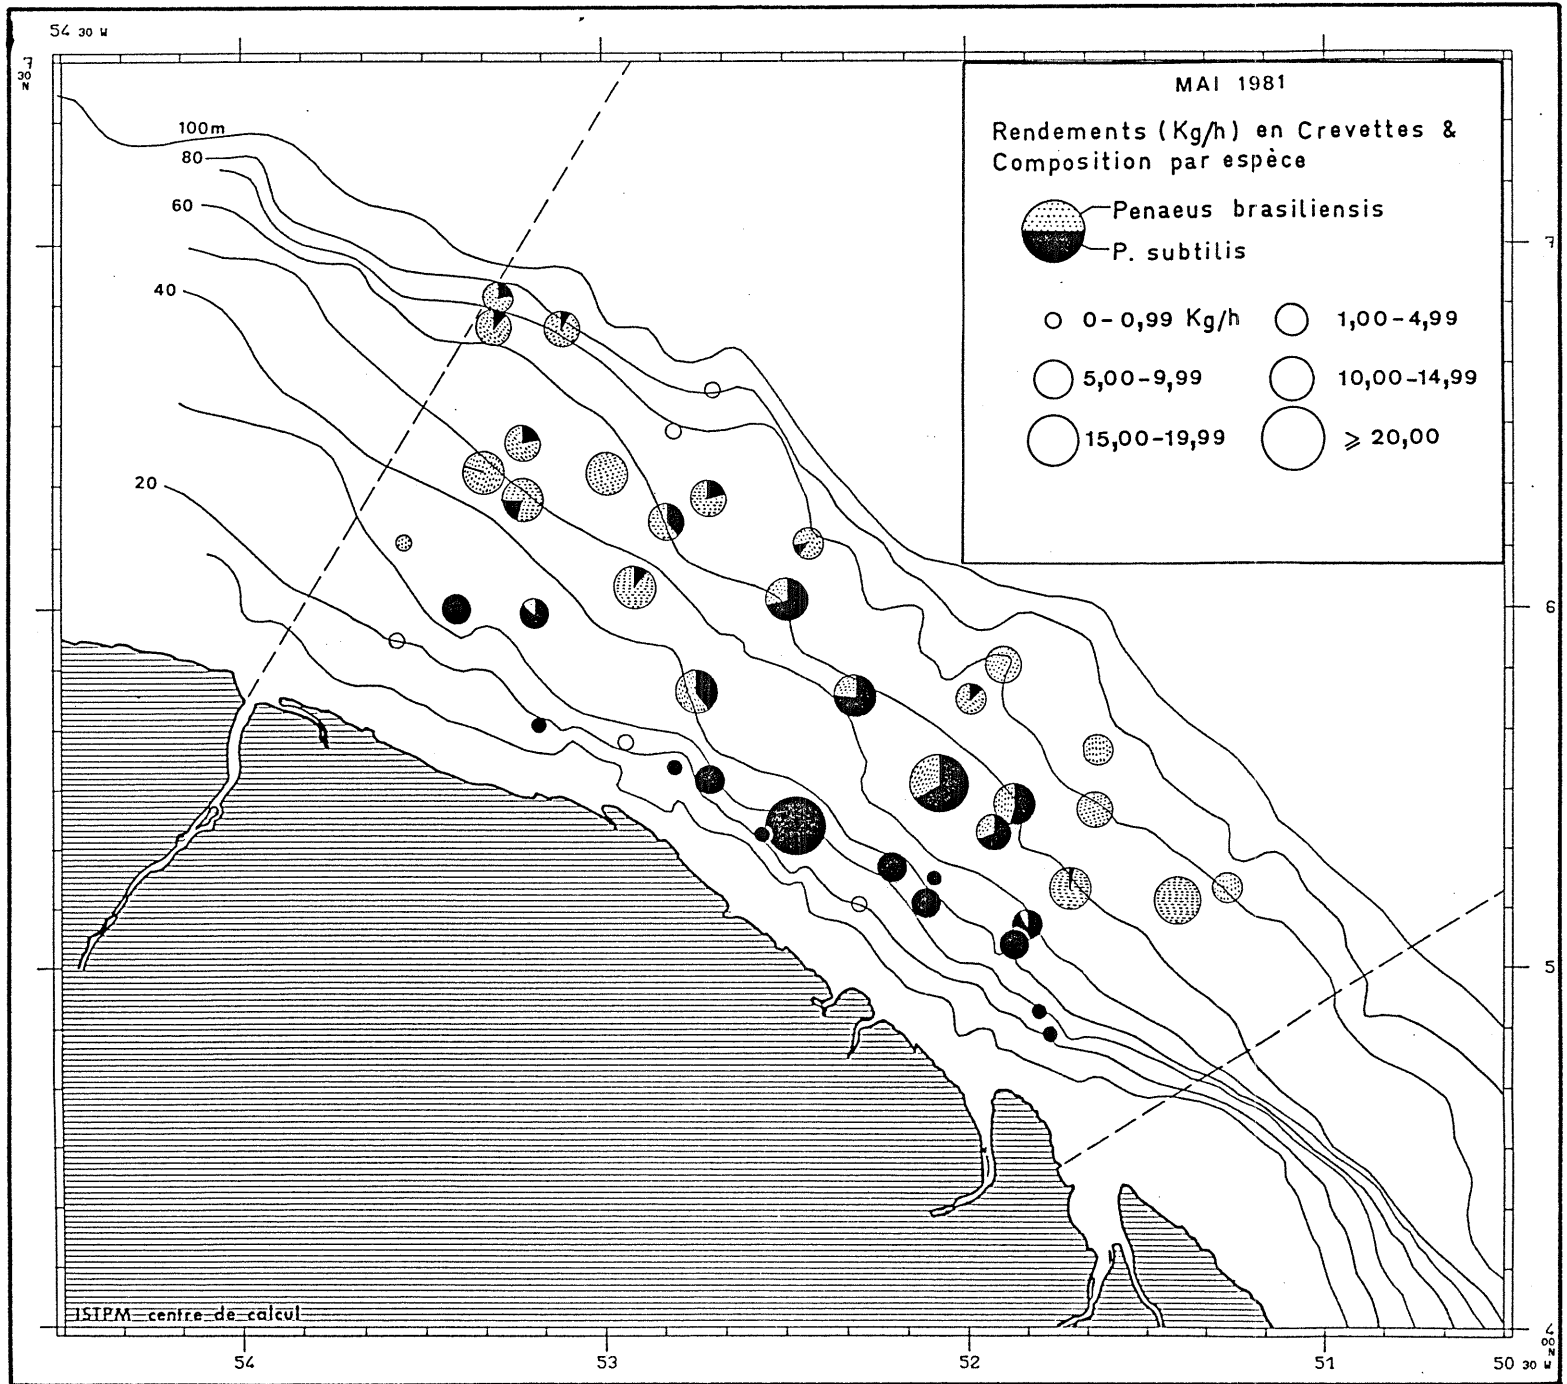 54 30 W
7
30
N
MAI 1981
Rendements (Kg/h) en Crevettes &
Composition par espèce
Penaeus brasiliensis
P. subtilis
0-0,99 Kg/h
1,00-4,99
5,00-9,99
10,00-14,99
15,00-19,99
⩾ 20,00
100m
80
60
40
20
7
6
5
4
00
N
ISTPM centre de calcul
54
53
52
51
50 30 W